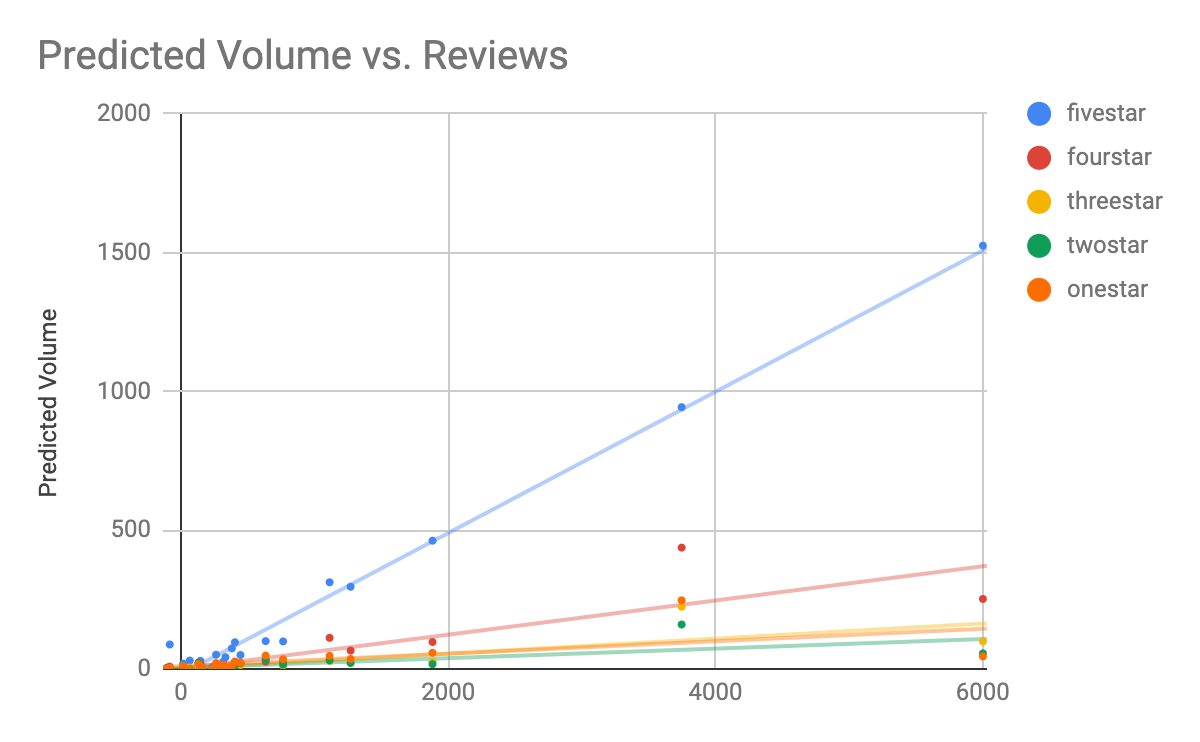 Predicted Volume vs. Reviews
2000
1500
1000
500
0
Predicted Volume
0
2000
4000
6000
fivestar
fourstar
threestar
twostar
onestar